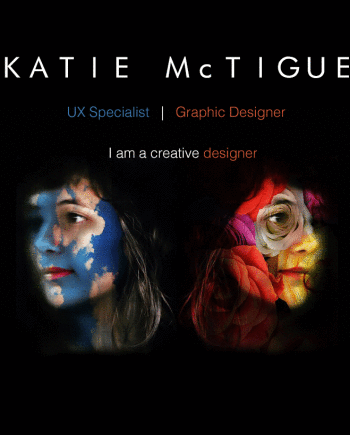 KATIE McTIGUE
UX Specialist | Graphic Designer
I am a creative designer